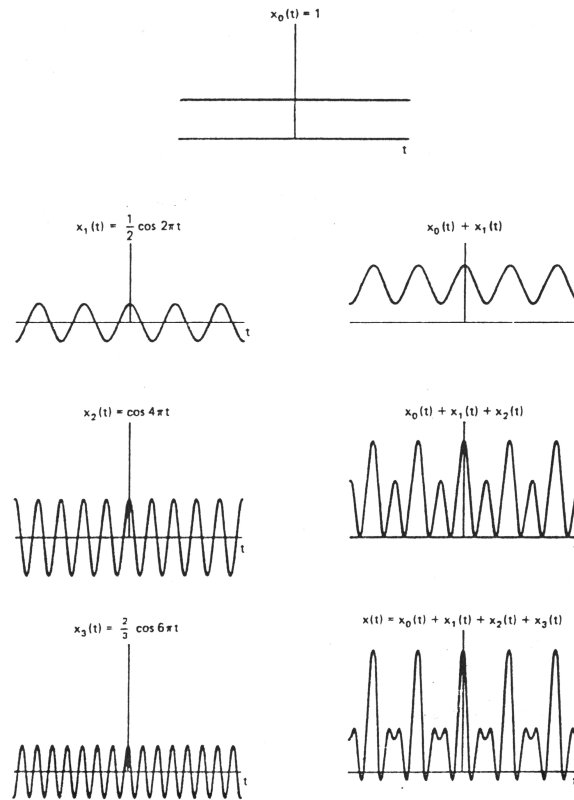 x₀(t) = 1
t
x₁(t) = 1/2 cos 2πt
t
x₀(t) + x₁(t)
x₂(t) = cos 4πt
t
x₀(t) + x₁(t) + x₂(t)
x₃(t) = 2/3 cos 6πt
t
x(t) = x₀(t) + x₁(t) + x₂(t) + x₃(t)